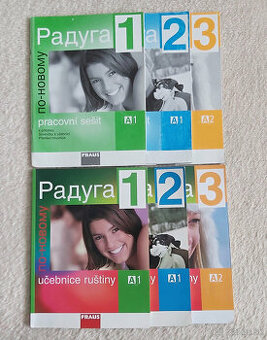 Радуга 1 2 3
по-новому
pracovní sešit
A1 A1 A2
FRAUS
Радуга 1 2 3
по-новому
učebnice ruštiny
A1 A1 A2
FRAUS